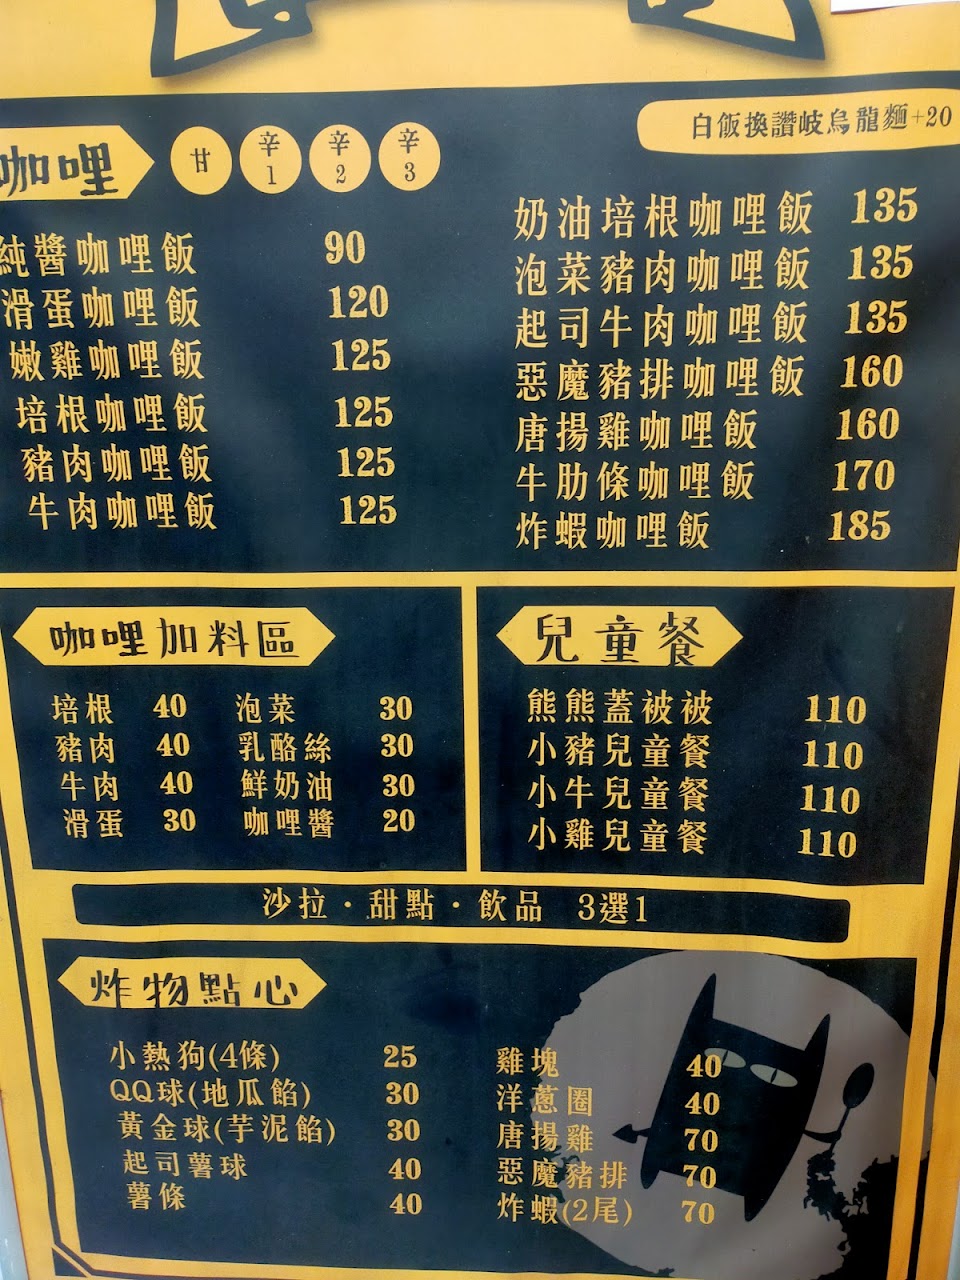 白飯換讚岐烏龍麵+20
咖哩 甘 辛1 辛2 辛3
純醬咖哩飯 90
滑蛋咖哩飯 120
嫩雞咖哩飯 125
培根咖哩飯 125
豬肉咖哩飯 125
牛肉咖哩飯 125
奶油培根咖哩飯 135
泡菜豬肉咖哩飯 135
起司牛肉咖哩飯 135
惡魔豬排咖哩飯 160
唐揚雞咖哩飯 160
牛肋條咖哩飯 170
炸蝦咖哩飯 185
咖哩加料區
培根 40 泡菜 30
豬肉 40 乳酪絲 30
牛肉 40 鮮奶油 30
滑蛋 30 咖哩醬 20
兒童餐
熊熊蓋被被 110
小豬兒童餐 110
小牛兒童餐 110
小雞兒童餐 110
沙拉・甜點・飲品 3選1
炸物點心
小熱狗(4條) 25
QQ球(地瓜餡) 30
黃金球(芋泥餡) 30
起司薯球 40
薯條 40
雞塊 40
洋蔥圈 40
唐揚雞 70
惡魔豬排 70
炸蝦(2尾) 70